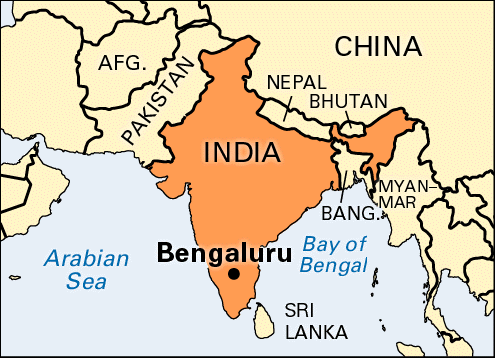 CHINA
AFG.
PAKISTAN
NEPAL
BHUTAN
INDIA
MYAN–
MAR
BANG.
Arabian
Sea
Bengaluru
Bay of
Bengal
SRI
LANKA